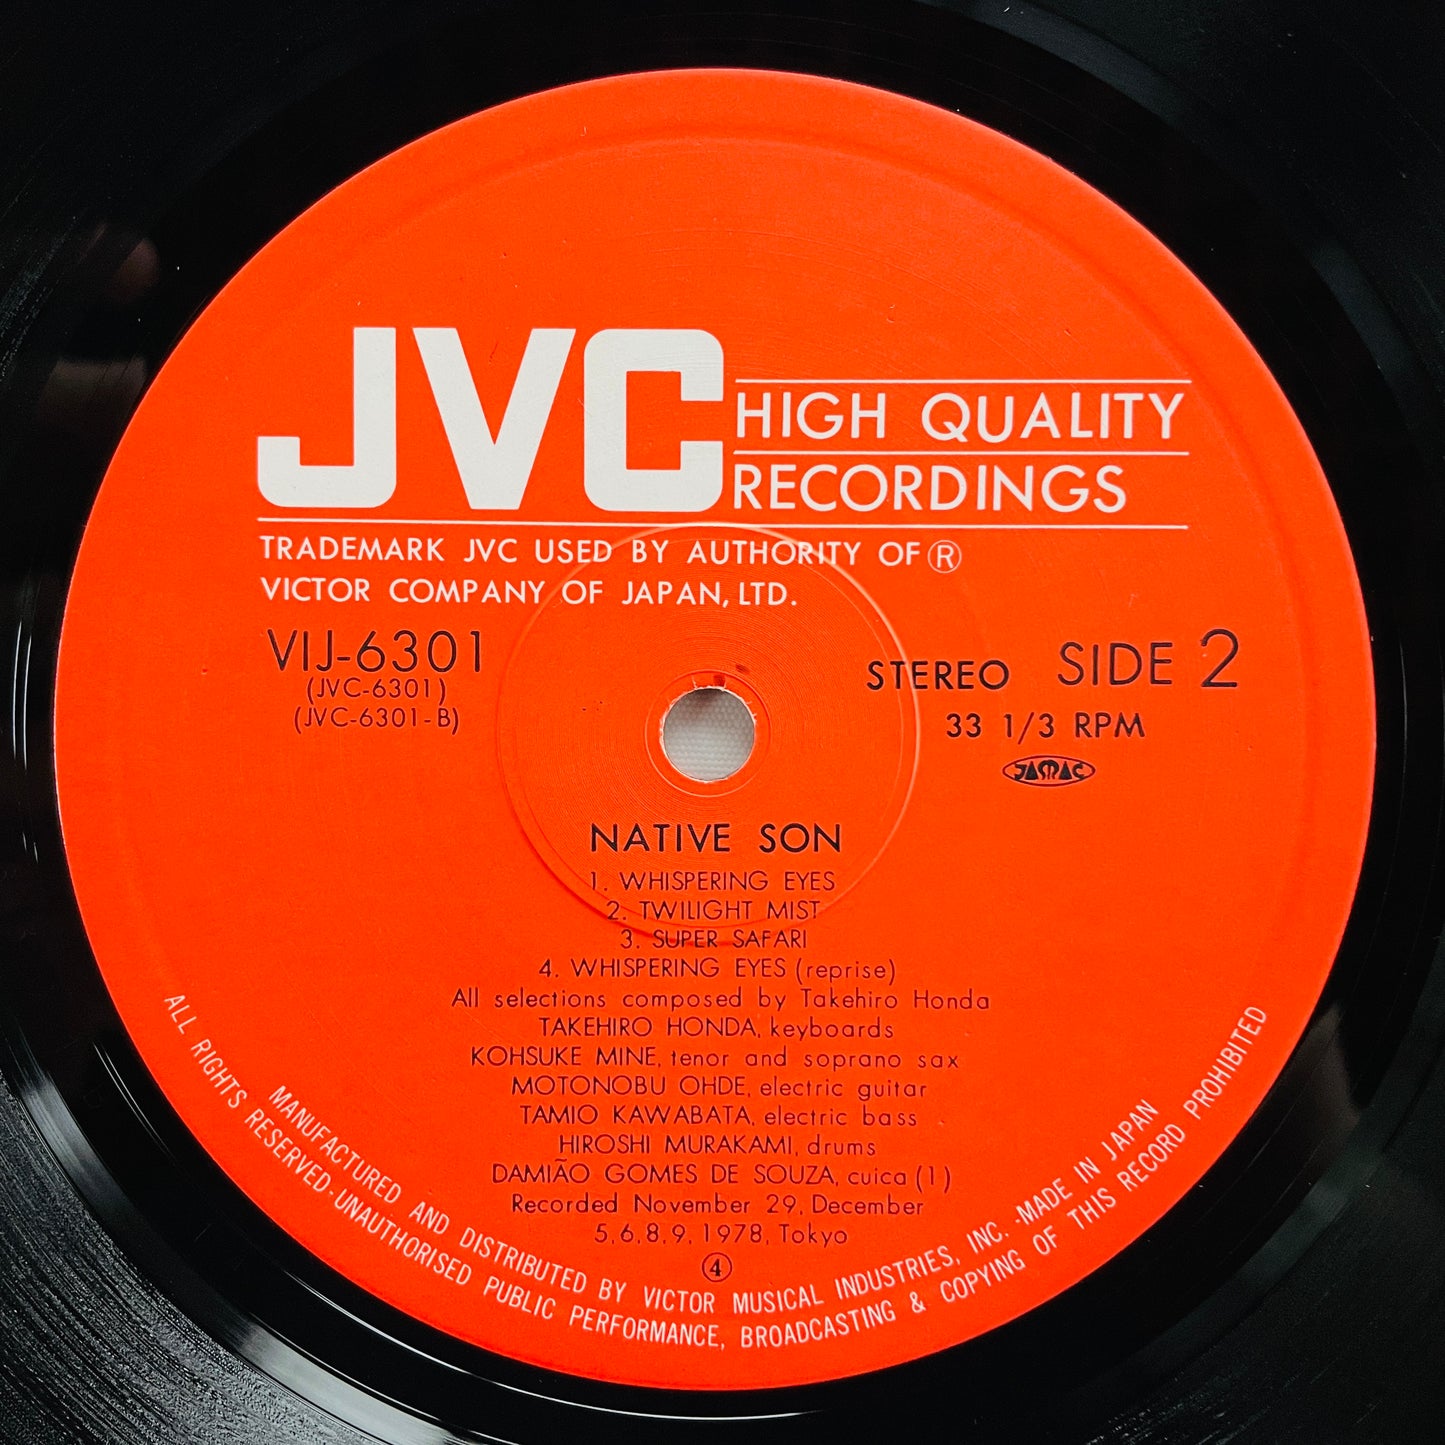 JVC
HIGH QUALITY
RECORDINGS
TRADEMARK JVC USED BY AUTHORITY OF Ⓡ
VICTOR COMPANY OF JAPAN, LTD.
VIJ-6301
(JVC-6301)
(JVC-6301-B)
STEREO SIDE 2
33 1/3 RPM
JAMAC
NATIVE SON
1. WHISPERING EYES
2. TWILIGHT MIST
3. SUPER SAFARI
4. WHISPERING EYES (reprise)
All selections composed by Takehiro Honda
TAKEHIRO HONDA, keyboards
KOHSUKE MINE, tenor and soprano sax
MOTONOBU OHDE, electric guitar
TAMIO KAWABATA, electric bass
HIROSHI MURAKAMI, drums
DAMIÃO GOMES DE SOUZA, cuica (1)
Recorded November 29, December
5, 6, 8, 9, 1978, Tokyo
④
MANUFACTURED AND DISTRIBUTED BY VICTOR MUSICAL INDUSTRIES, INC. -MADE IN JAPAN
ALL RIGHTS RESERVED-UNAUTHORISED PUBLIC PERFORMANCE, BROADCASTING & COPYING OF THIS RECORD PROHIBITED